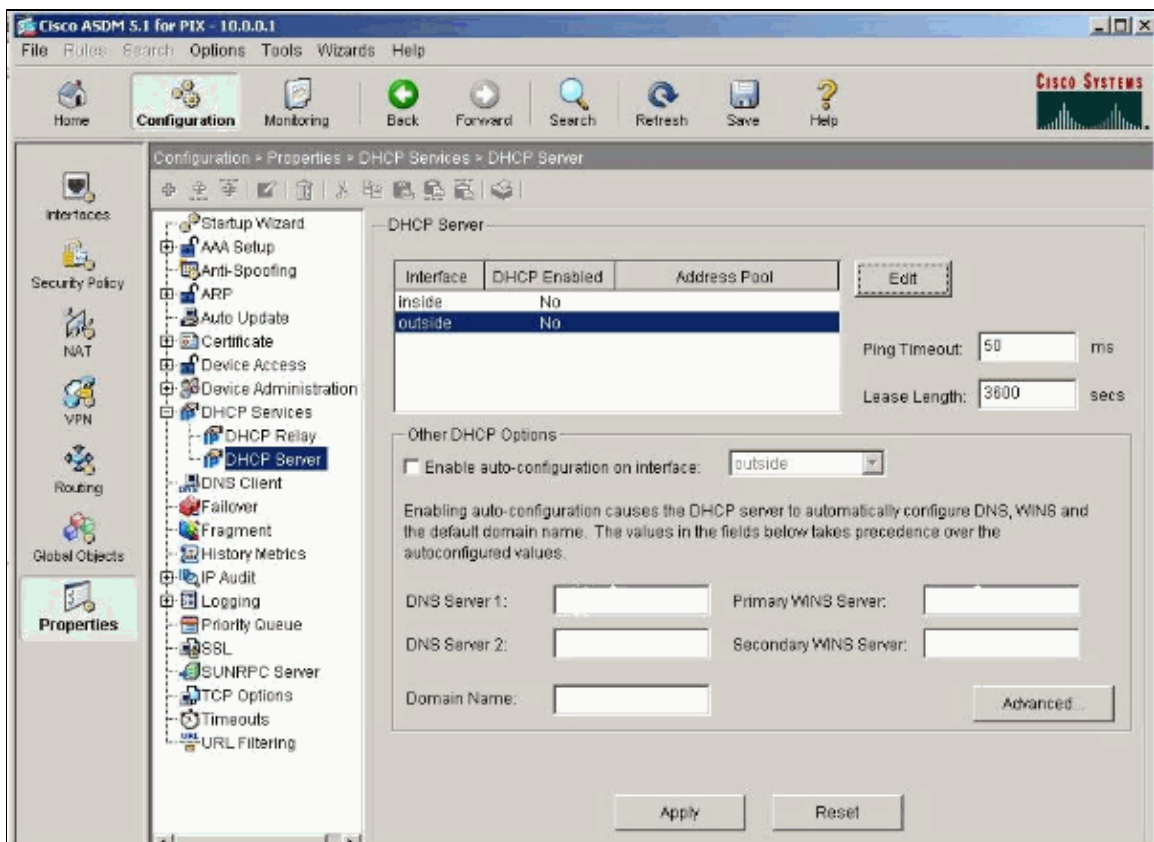 Cisco ASDM 5.1 for PIX - 10.0.0.1
File Rules Search Options Tools Wizards Help
Home Configuration Monitoring Back Forward Search Refresh Save Help
CISCO SYSTEMS
Configuration > Properties > DHCP Services > DHCP Server
Interfaces
Security Policy
NAT
VPN
Routing
Global Objects
Properties
Startup Wizard
AAA Setup
Anti-Spoofing
ARP
Auto Update
Certificate
Device Access
Device Administration
DHCP Services
DHCP Relay
DHCP Server
DNS Client
Failover
Fragment
History Metrics
IP Audit
Logging
Priority Queue
SSL
SUNRPC Server
TCP Options
Timeouts
URL Filtering
DHCP Server
Interface DHCP Enabled Address Pool
inside No
outside No
Edit
Ping Timeout: 50 ms
Lease Length: 3600 secs
Other DHCP Options
Enable auto-configuration on interface: outside
Enabling auto-configuration causes the DHCP server to automatically configure DNS, WINS and
the default domain name. The values in the fields below takes precedence over the
autoconfigured values.
DNS Server 1: Primary WINS Server:
DNS Server 2: Secondary WINS Server:
Domain Name: Advanced...
Apply Reset